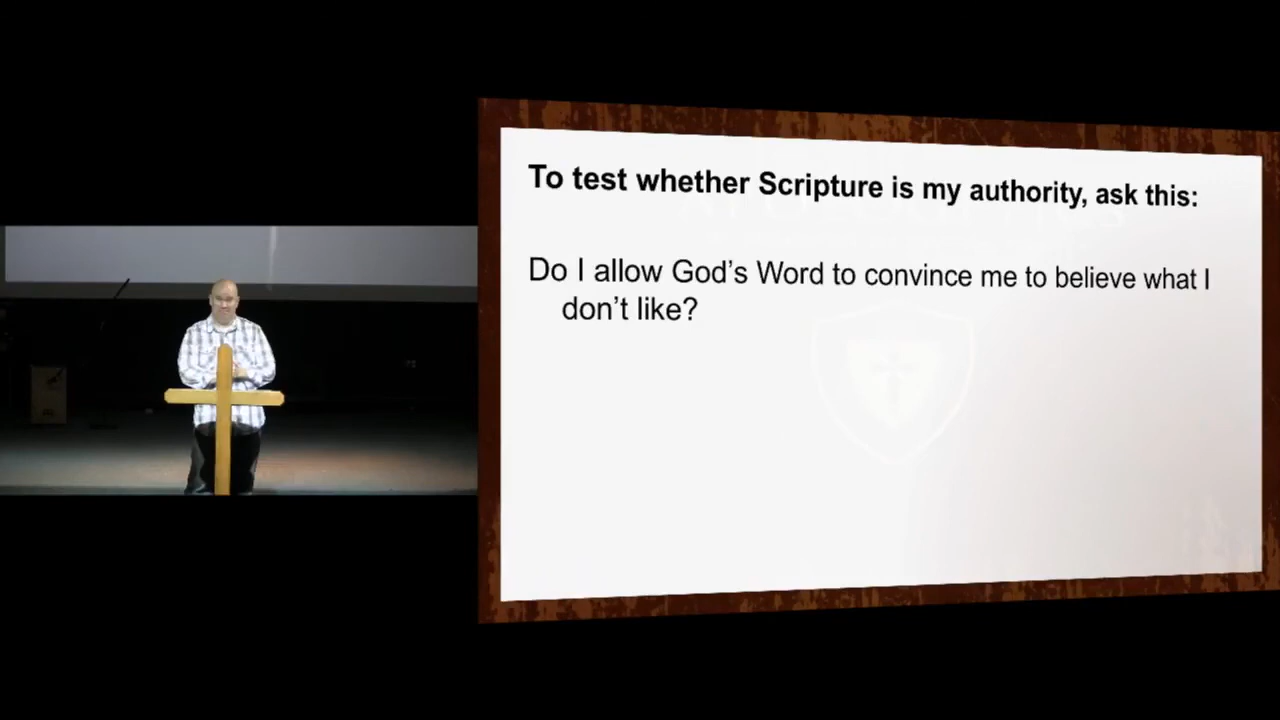 To test whether Scripture is my authority, ask this:
Do I allow God's Word to convince me to believe what I
don't like?